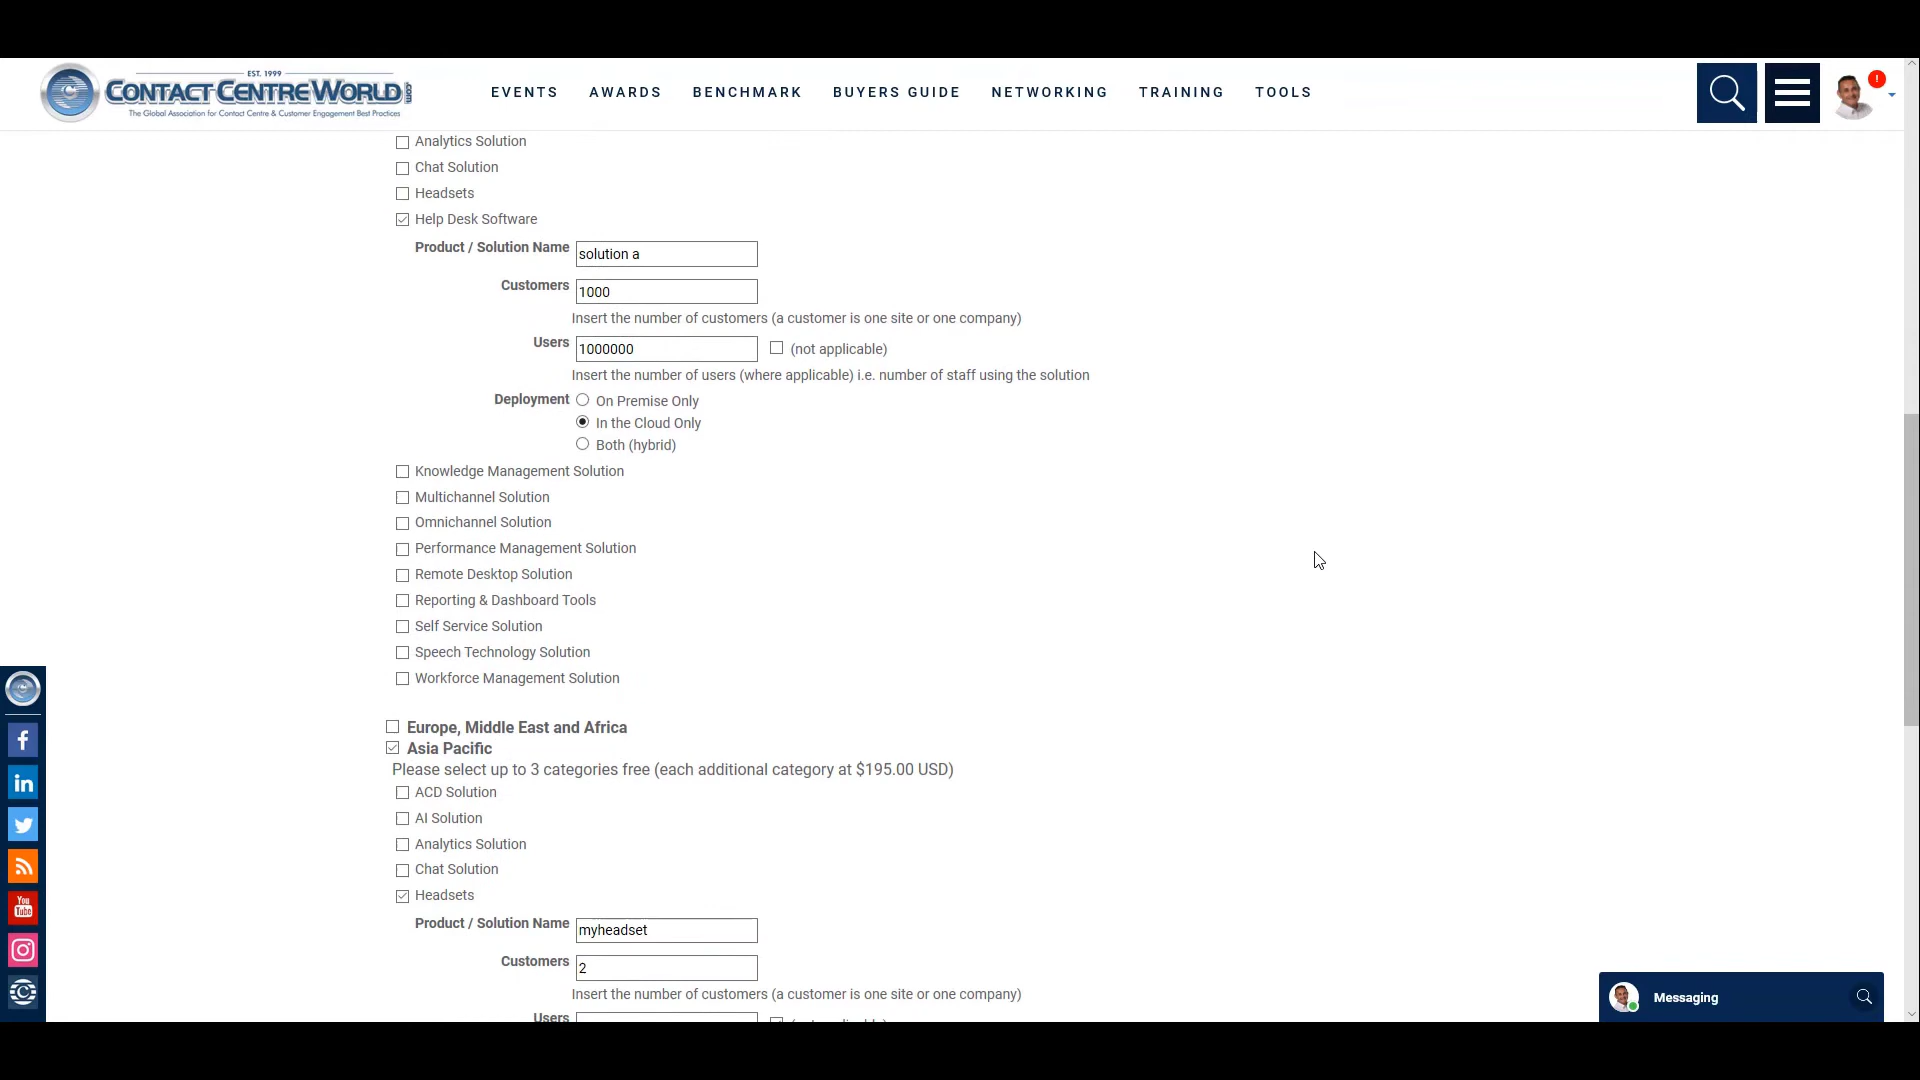 EST. 1999
CONTACTCENTREWORLD.com
The Global Association for Contact Centre & Customer Engagement Best Practices
EVENTS AWARDS BENCHMARK BUYERS GUIDE NETWORKING TRAINING TOOLS
!
Analytics Solution
Chat Solution
Headsets
Help Desk Software
Product / Solution Name solution a
Customers 1000
Insert the number of customers (a customer is one site or one company)
Users 1000000 (not applicable)
Insert the number of users (where applicable) i.e. number of staff using the solution
Deployment On Premise Only
In the Cloud Only
Both (hybrid)
Knowledge Management Solution
Multichannel Solution
Omnichannel Solution
Performance Management Solution
Remote Desktop Solution
Reporting & Dashboard Tools
Self Service Solution
Speech Technology Solution
Workforce Management Solution
Europe, Middle East and Africa
Asia Pacific
Please select up to 3 categories free (each additional category at $195.00 USD)
ACD Solution
AI Solution
Analytics Solution
Chat Solution
Headsets
Product / Solution Name myheadset
Customers 2
Insert the number of customers (a customer is one site or one company)
Users
You
Tube
Messaging